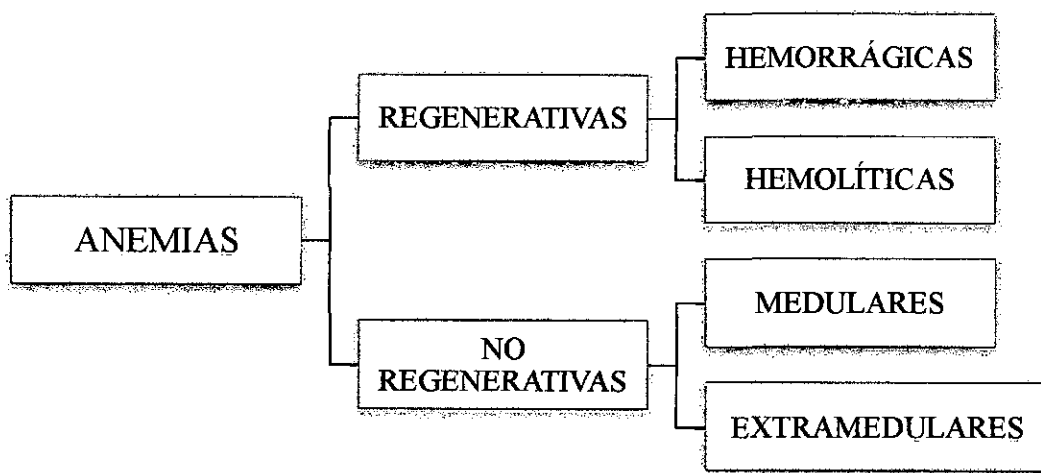 ANEMIAS
REGENERATIVAS
HEMORRÁGICAS
HEMOLÍTICAS
NO
REGENERATIVAS
MEDULARES
EXTRAMEDULARES